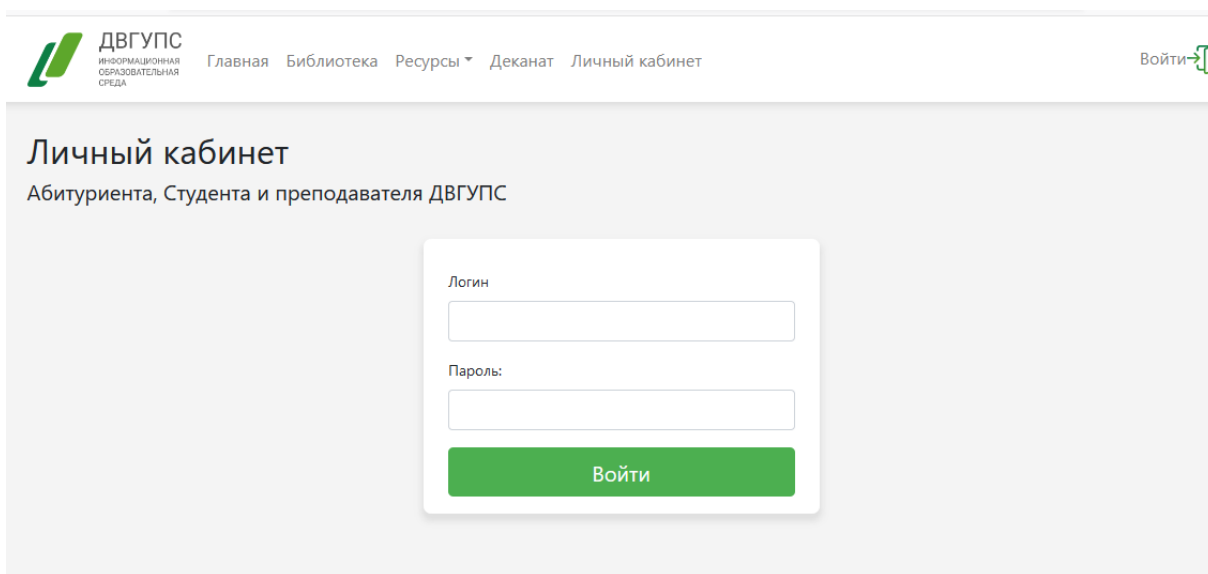 ДВГУПС
ИНФОРМАЦИОННАЯ
ОБРАЗОВАТЕЛЬНАЯ
СРЕДА
Главная Библиотека Ресурсы Деканат Личный кабинет
Войти
Личный кабинет
Абитуриента, Студента и преподавателя ДВГУПС
Логин
Пароль:
Войти